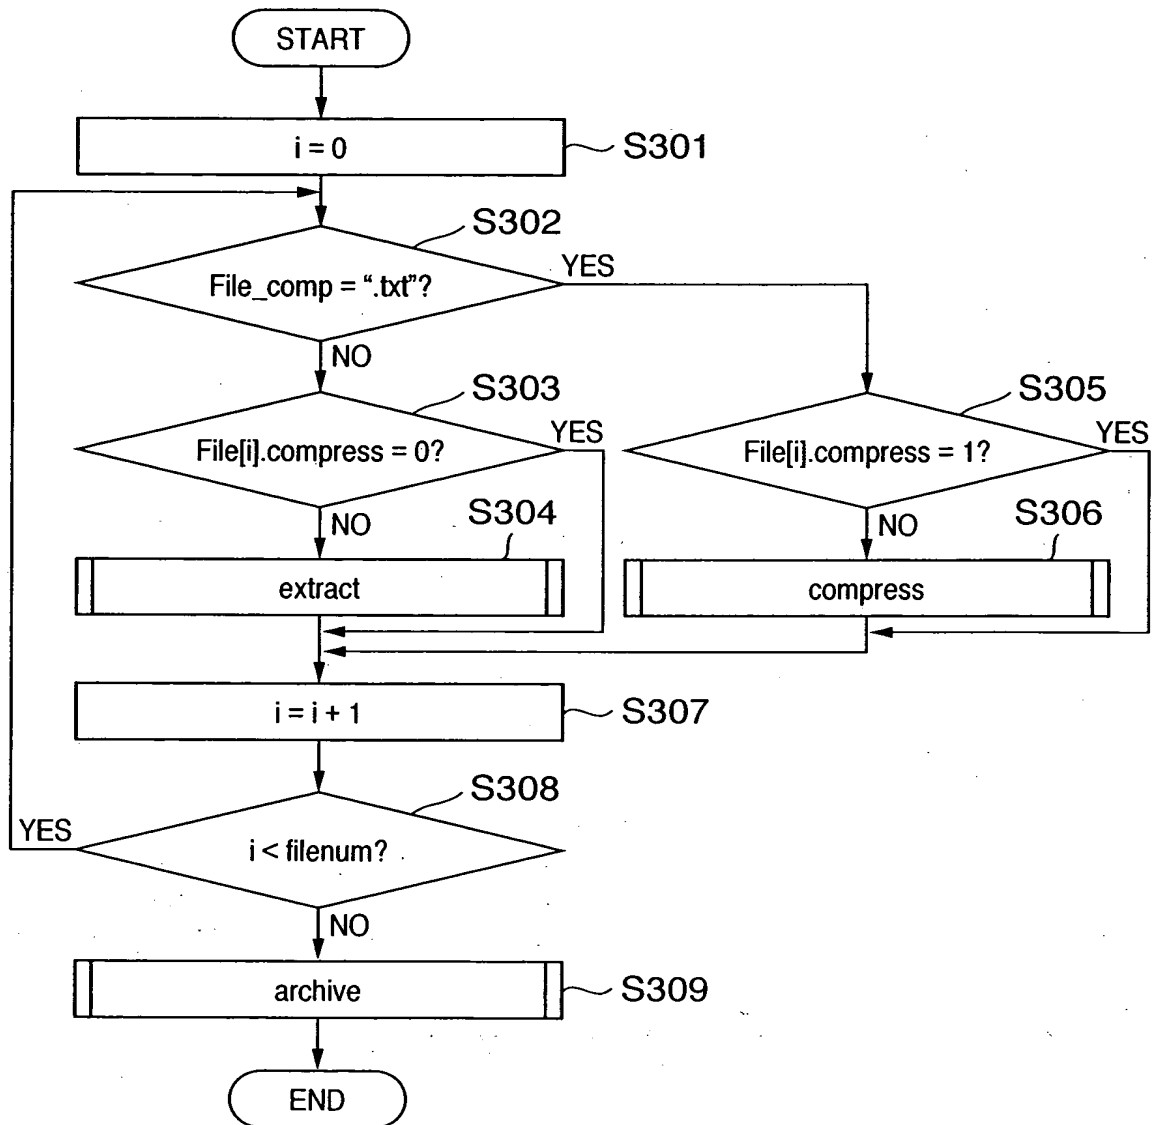 START
i = 0
S301
S302
File_comp = “.txt”?
YES
NO
S303
File[i].compress = 0?
YES
S305
File[i].compress = 1?
YES
NO
S304
extract
NO
S306
compress
i = i + 1
S307
S308
YES
i < filenum?
NO
archive
S309
END